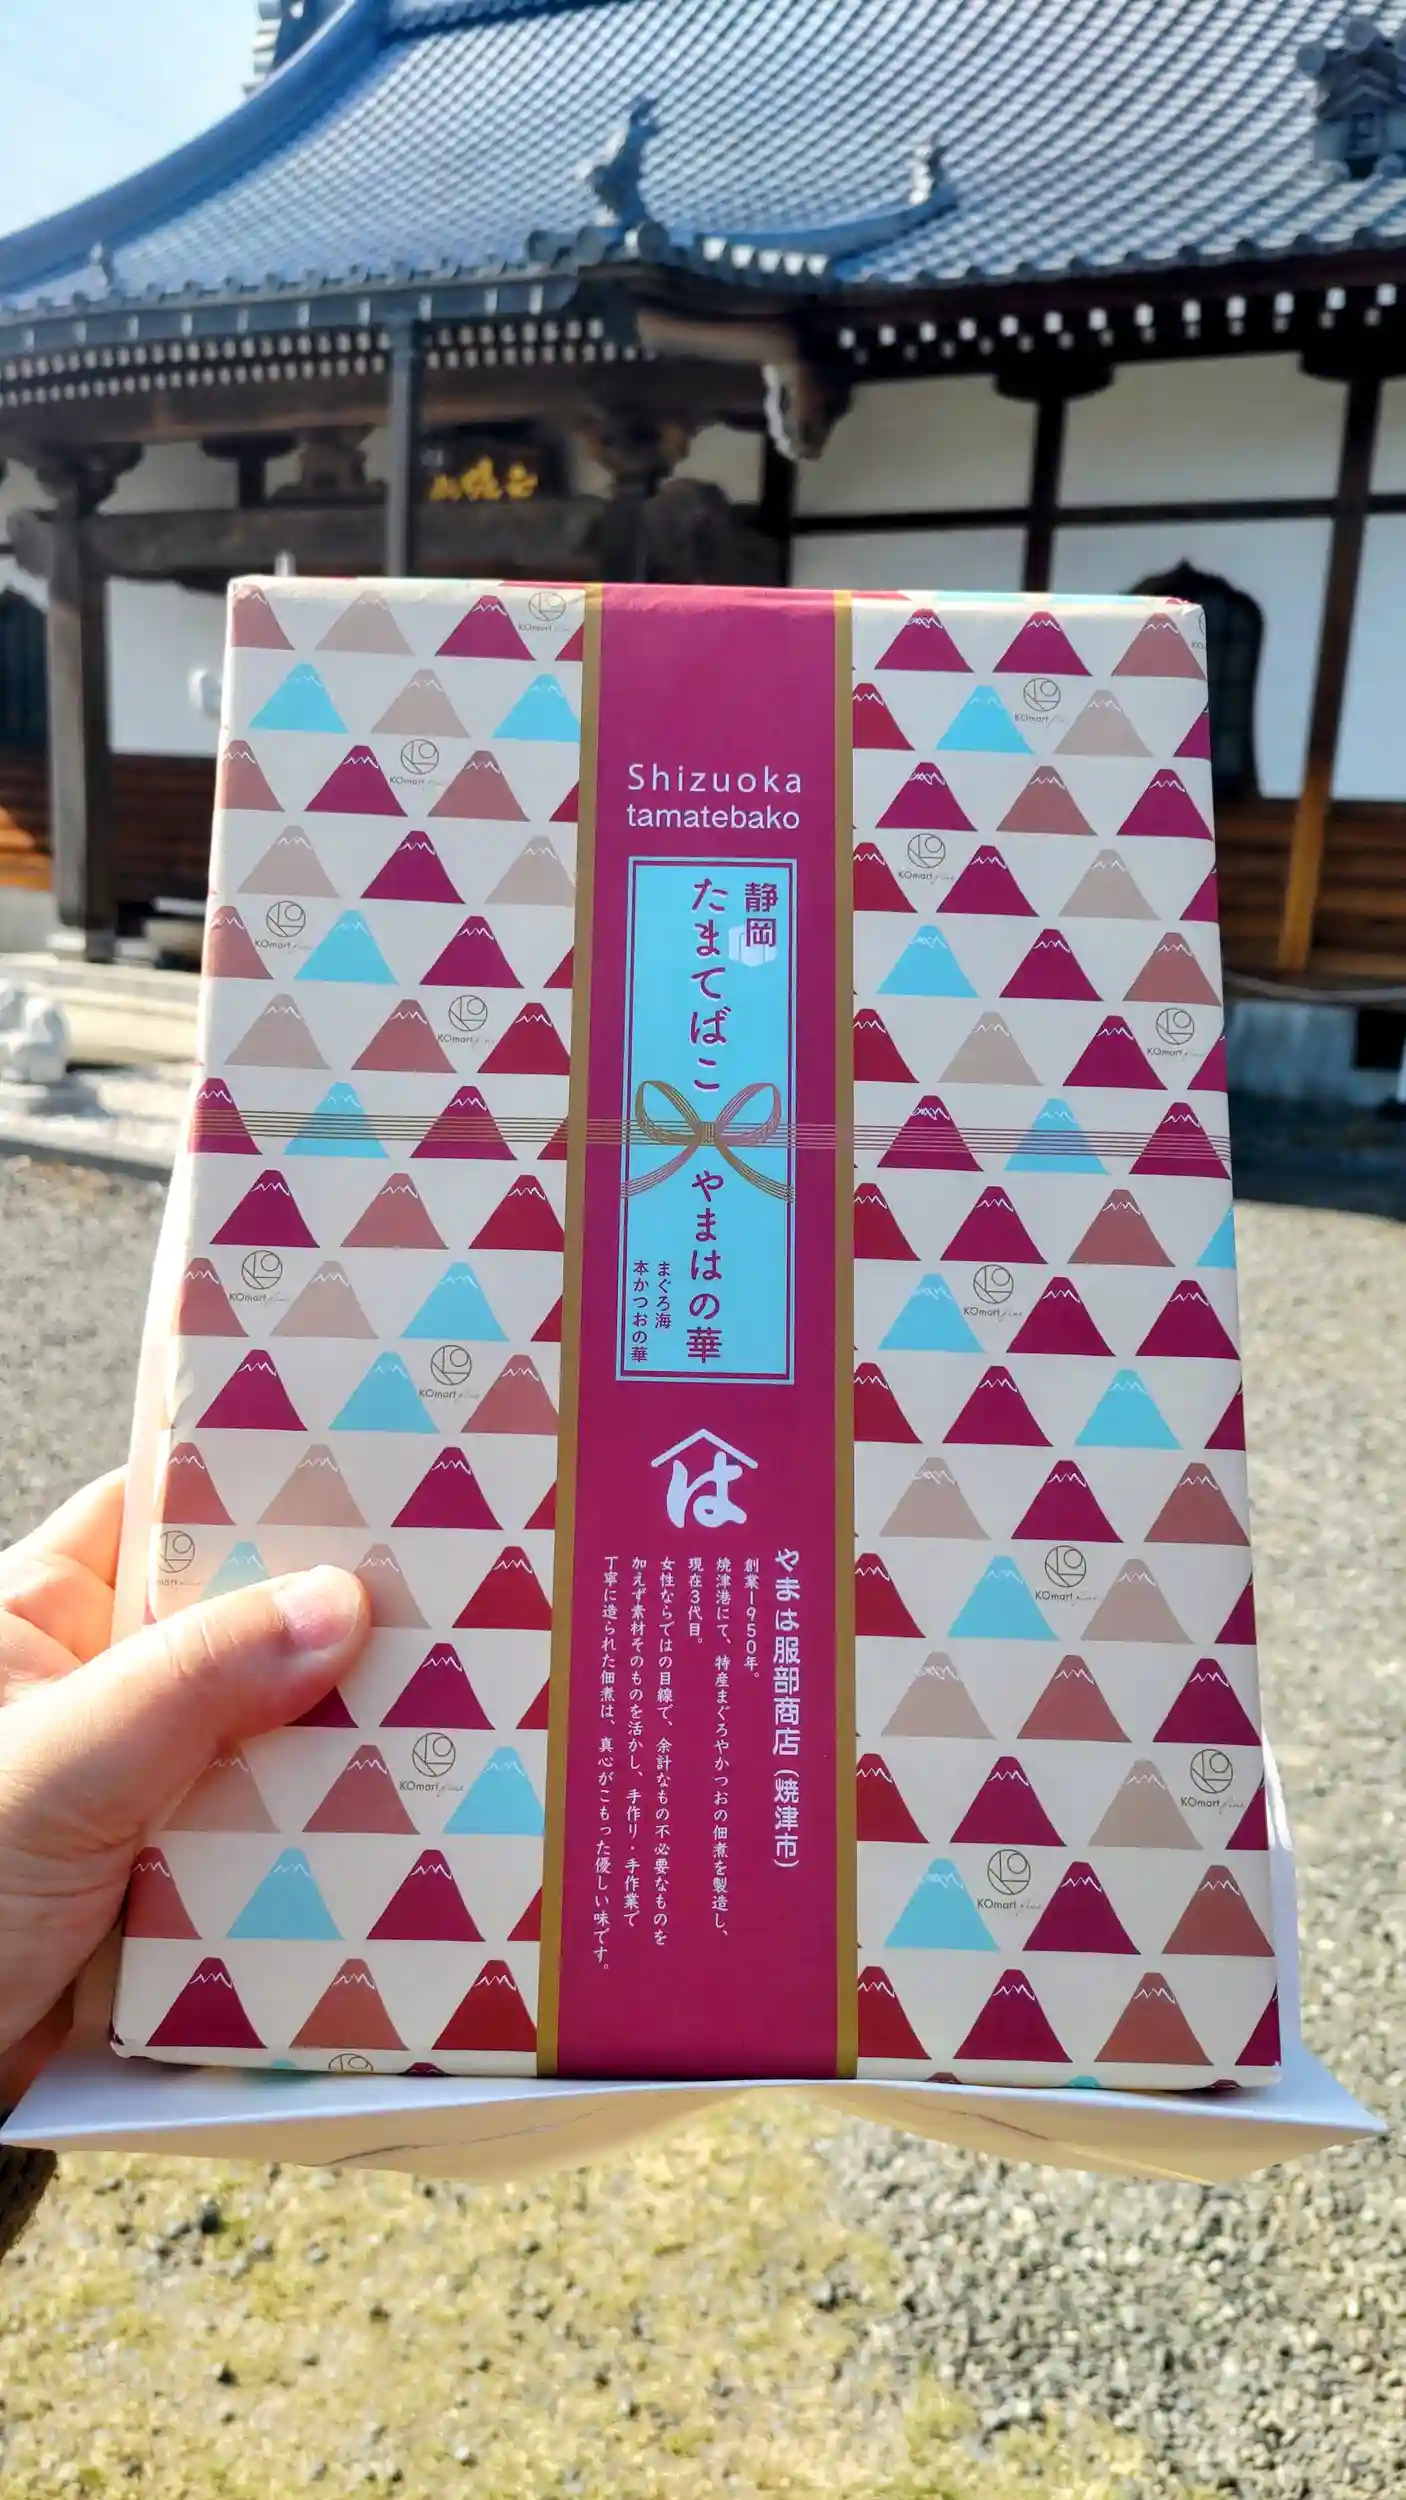 Shizuoka
tamatebako
静岡
たまてばこ
やまはの華
まぐろ海
本かつおの華
は
やまは服部商店(焼津市)
創業1950年。
焼津港にて、特産まぐろやかつおの佃煮を製造し、
現在3代目。
女性ならではの目線で、余計なもの不必要なものを
加えず素材そのものを活かし、手作り・手作業で
丁寧に造られた佃煮は、真心がこもった優しい味です。
KOmart